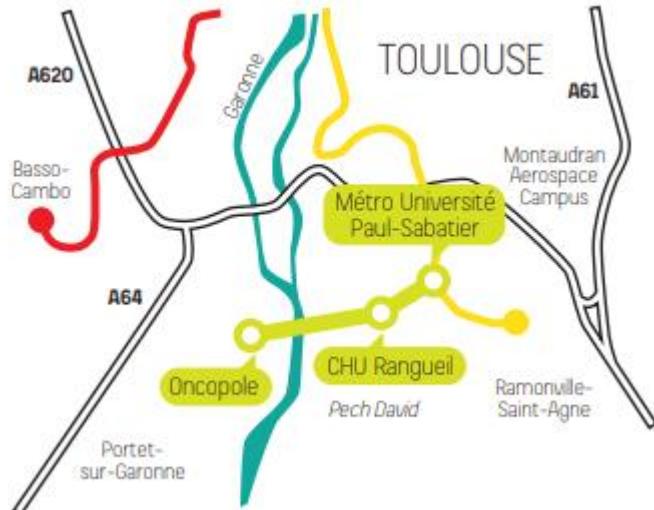 TOULOUSE
A620
Garonne
A61
Basso-
Cambo
Montaudran
Aerospace
Campus
Métro Université
Paul-Sabatier
A64
Oncopole
CHU Rangueil
Pech David
Ramonville-
Saint-Agne
Portet-
sur-Garonne